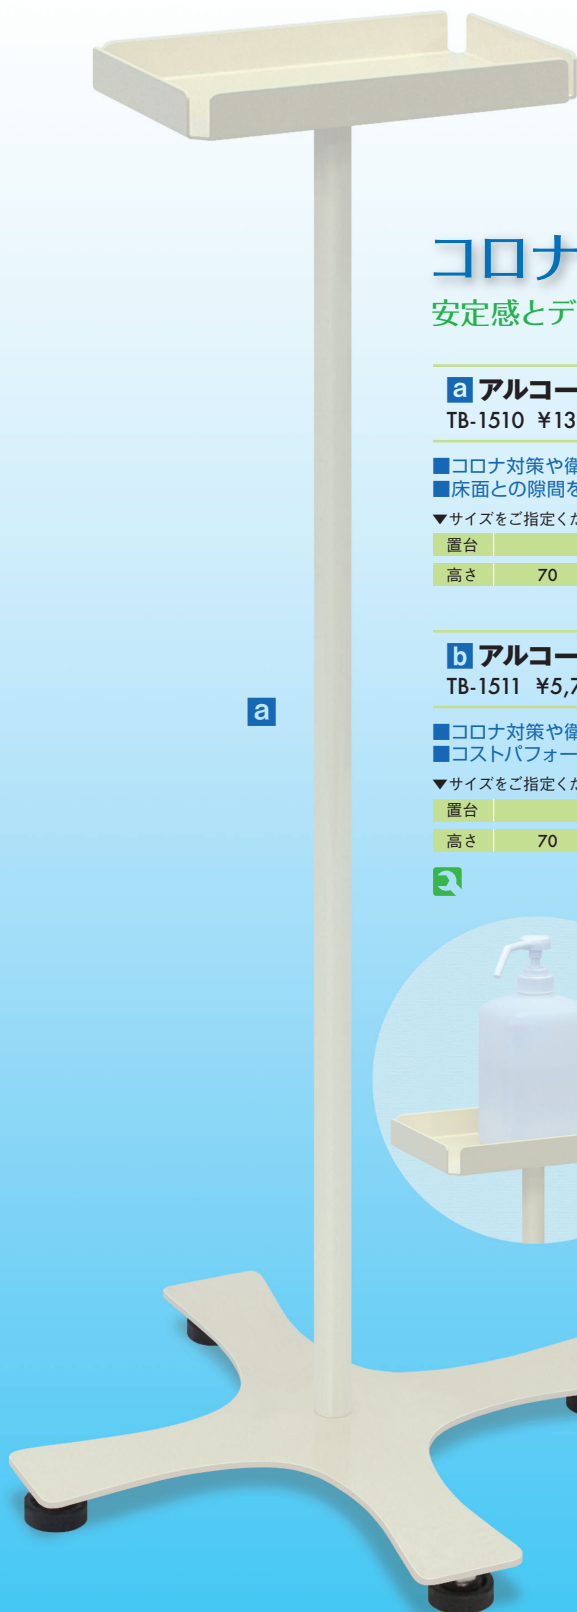 コロナ
安定感とデ
a アルコー
TB-1510 ¥13
■コロナ対策や衛
■床面との隙間を
▼サイズをご指定くだ
置台
高さ 70
a
b アルコー
TB-1511 ¥5,7
■コロナ対策や衛
■コストパフォー
▼サイズをご指定くだ
置台
高さ 70